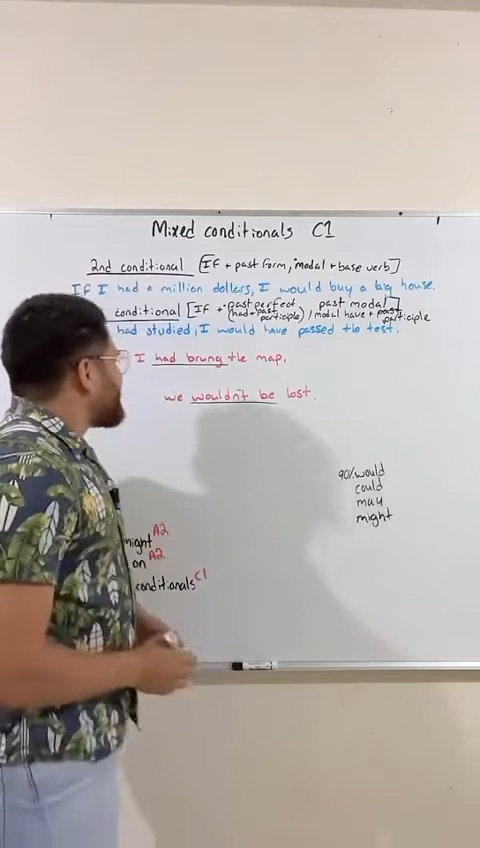 Mixed conditionals C1
2nd conditional [If + past form, modal + base verb]
If I had a million dollars, I would buy a big house.
conditional [If + past perfect, past modal]
(had + past participle) / modal have + past participle
had studied, I would have passed the test.
I had brung the map,
we wouldn't be lost.
90% would
could
may
might
might A2
on A2
conditionals C1